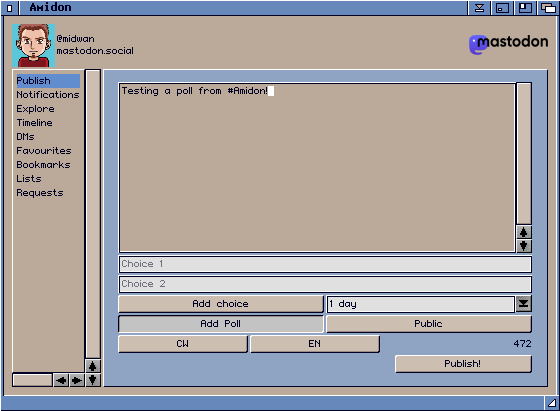 Amidon
@midwan
mastodon.social
mastodon
Publish
Notifications
Explore
Timeline
DMs
Favourites
Bookmarks
Lists
Requests
Testing a poll from #Amidon!
Choice 1
Choice 2
Add choice
1 day
Add Poll
Public
CW
EN
472
Publish!